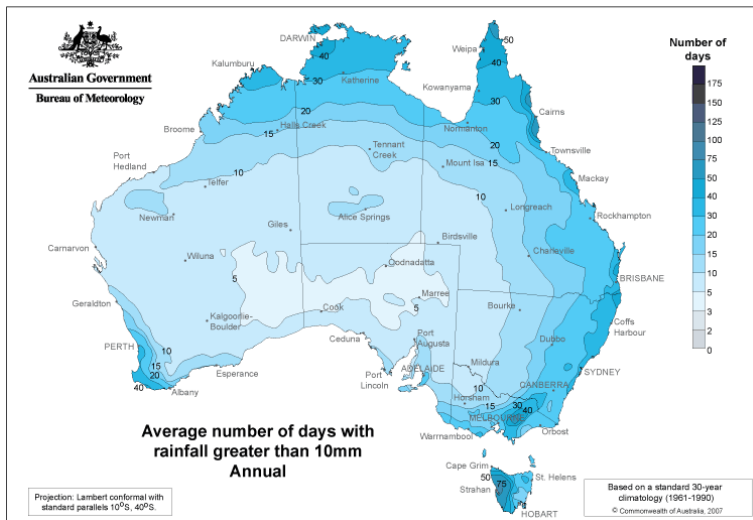 Australian Government
Bureau of Meteorology
DARWIN
40
Kalumburu
30
Katherine
20
Halls Creek
15
Broome
Port
Hedland
10
Telfer
Tennant
Creek
Newman
Alice Springs
Giles
Carnarvon
Wiluna
5
Geraldton
Kalgoorlie-
Boulder
PERTH
10
15
20
40
Albany
Esperance
50
Weipa
40
Kowanyama
30
Cairns
Normanton
20
Townsville
15
Mount Isa
Mackay
10
Longreach
Rockhampton
Birdsville
Charleville
Oodnadatta
BRISBANE
Marree
5
Cook
Bourke
Coffs
Harbour
Ceduna
Port
Augusta
Dubbo
Port
Lincoln
ADELAIDE
Mildura
SYDNEY
10
CANBERRA
Horsham
15
30
40
MELBOURNE
Warrnambool
Orbost
Cape Grim
50
75
St. Helens
Strahan
HOBART
Number of
days
175
150
125
100
75
50
40
30
20
15
10
5
3
2
0
Average number of days with
rainfall greater than 10mm
Annual
Projection: Lambert conformal with
standard parallels 10°S, 40°S.
Based on a standard 30-year
climatology (1961-1990)
© Commonwealth of Australia, 2007